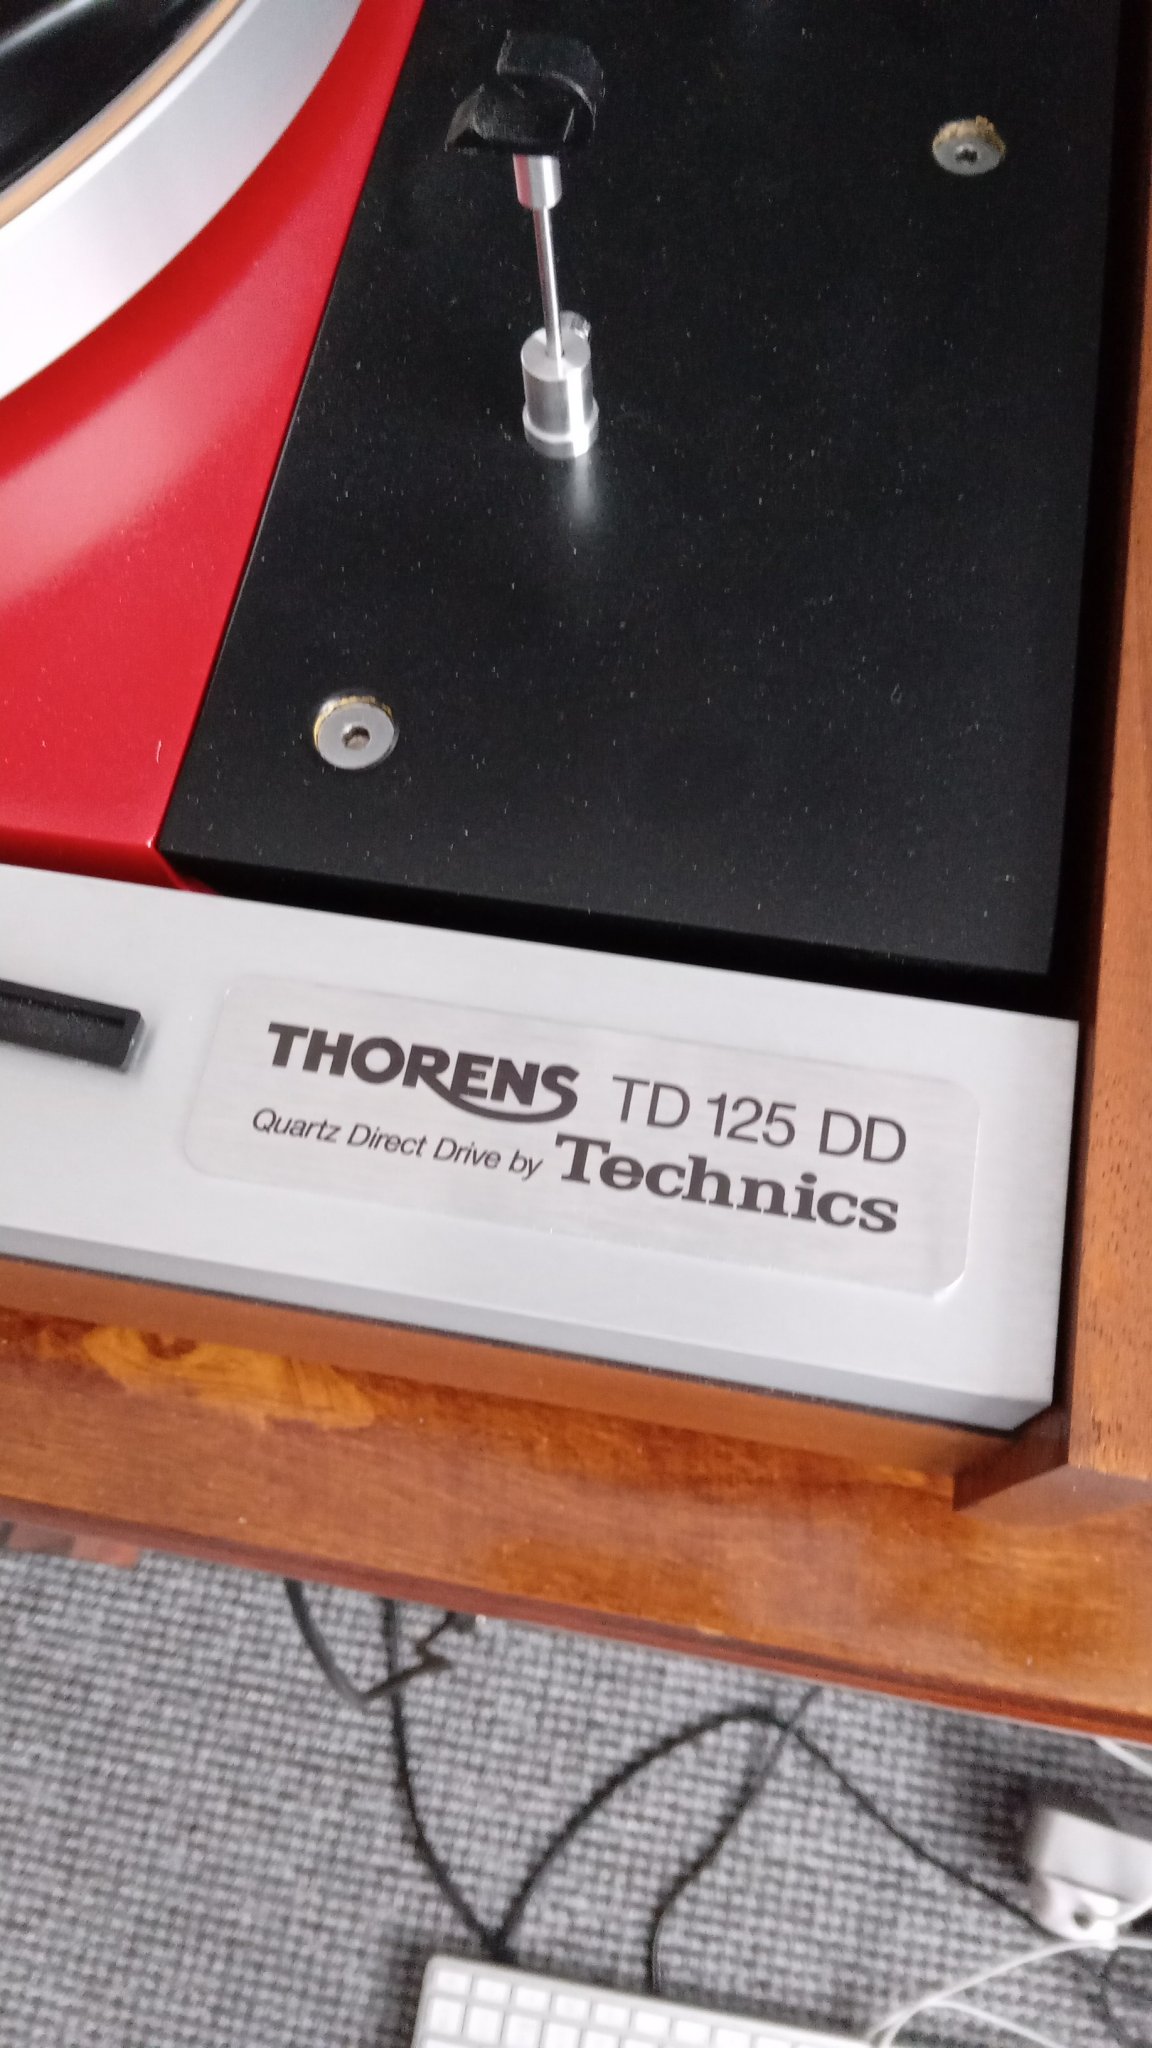 THORENS TD 125 DD
Quartz Direct Drive by Technics